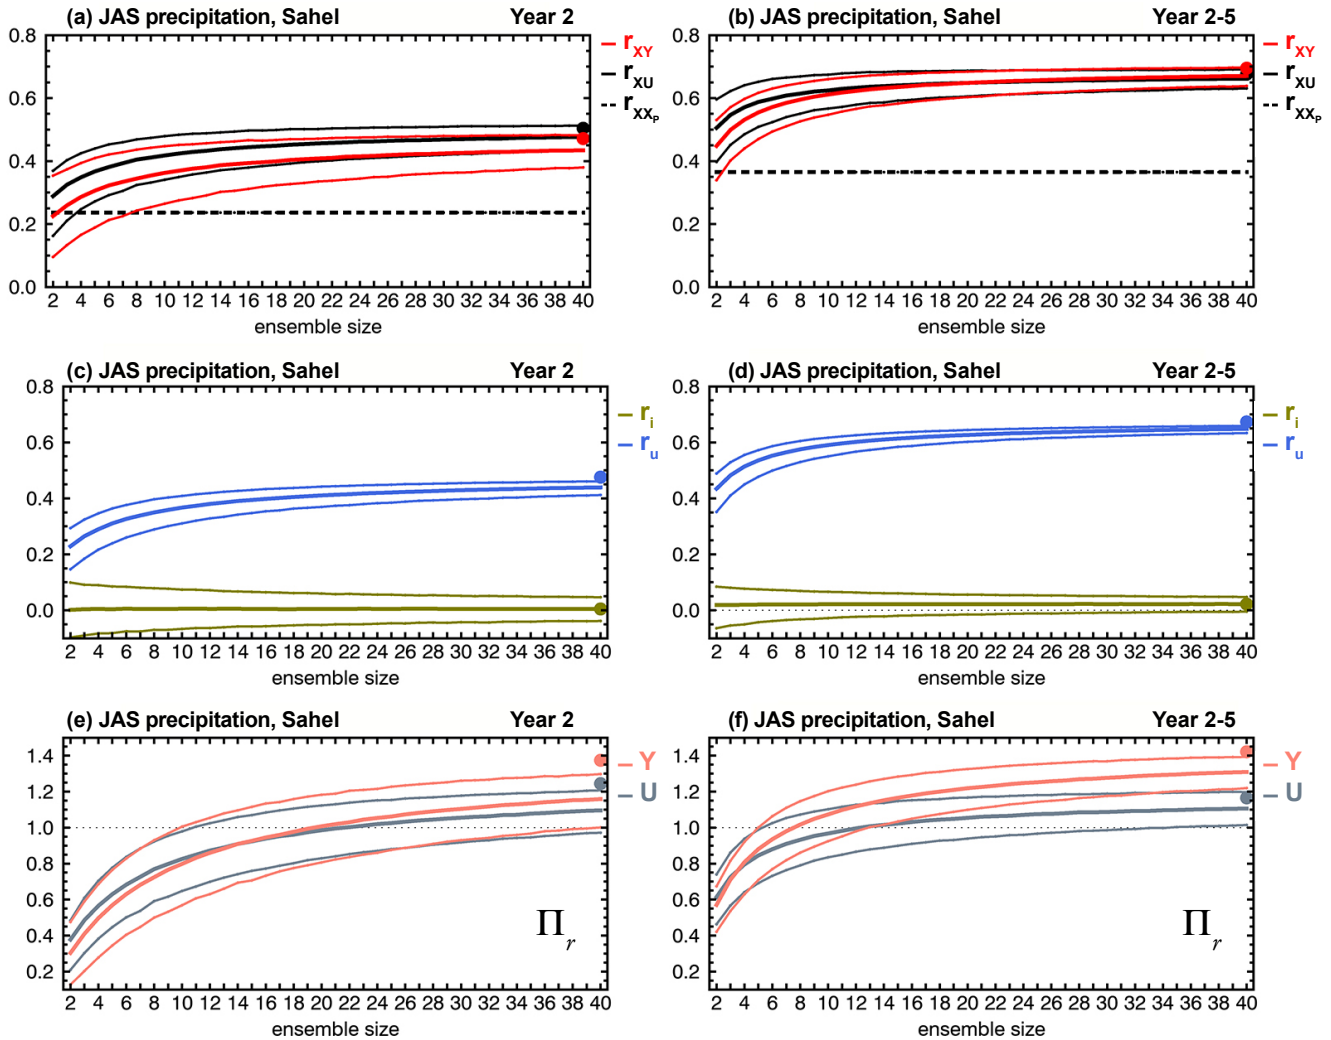 (a) JAS precipitation, Sahel Year 2
0.8
0.6
0.4
0.2
0.0
2 4 6 8 10 12 14 16 18 20 22 24 26 28 30 32 34 36 38 40
ensemble size
r_XY
r_XU
r_XX_P
(b) JAS precipitation, Sahel Year 2-5
0.8
0.6
0.4
0.2
0.0
2 4 6 8 10 12 14 16 18 20 22 24 26 28 30 32 34 36 38 40
ensemble size
r_XY
r_XU
r_XX_P
(c) JAS precipitation, Sahel Year 2
0.8
0.6
0.4
0.2
0.0
2 4 6 8 10 12 14 16 18 20 22 24 26 28 30 32 34 36 38 40
ensemble size
r_i
r_u
(d) JAS precipitation, Sahel Year 2-5
0.8
0.6
0.4
0.2
0.0
2 4 6 8 10 12 14 16 18 20 22 24 26 28 30 32 34 36 38 40
ensemble size
r_i
r_u
(e) JAS precipitation, Sahel Year 2
1.4
1.2
1.0
0.8
0.6
0.4
0.2
Π_r
2 4 6 8 10 12 14 16 18 20 22 24 26 28 30 32 34 36 38 40
ensemble size
Y
U
(f) JAS precipitation, Sahel Year 2-5
1.4
1.2
1.0
0.8
0.6
0.4
0.2
Π_r
2 4 6 8 10 12 14 16 18 20 22 24 26 28 30 32 34 36 38 40
ensemble size
Y
U